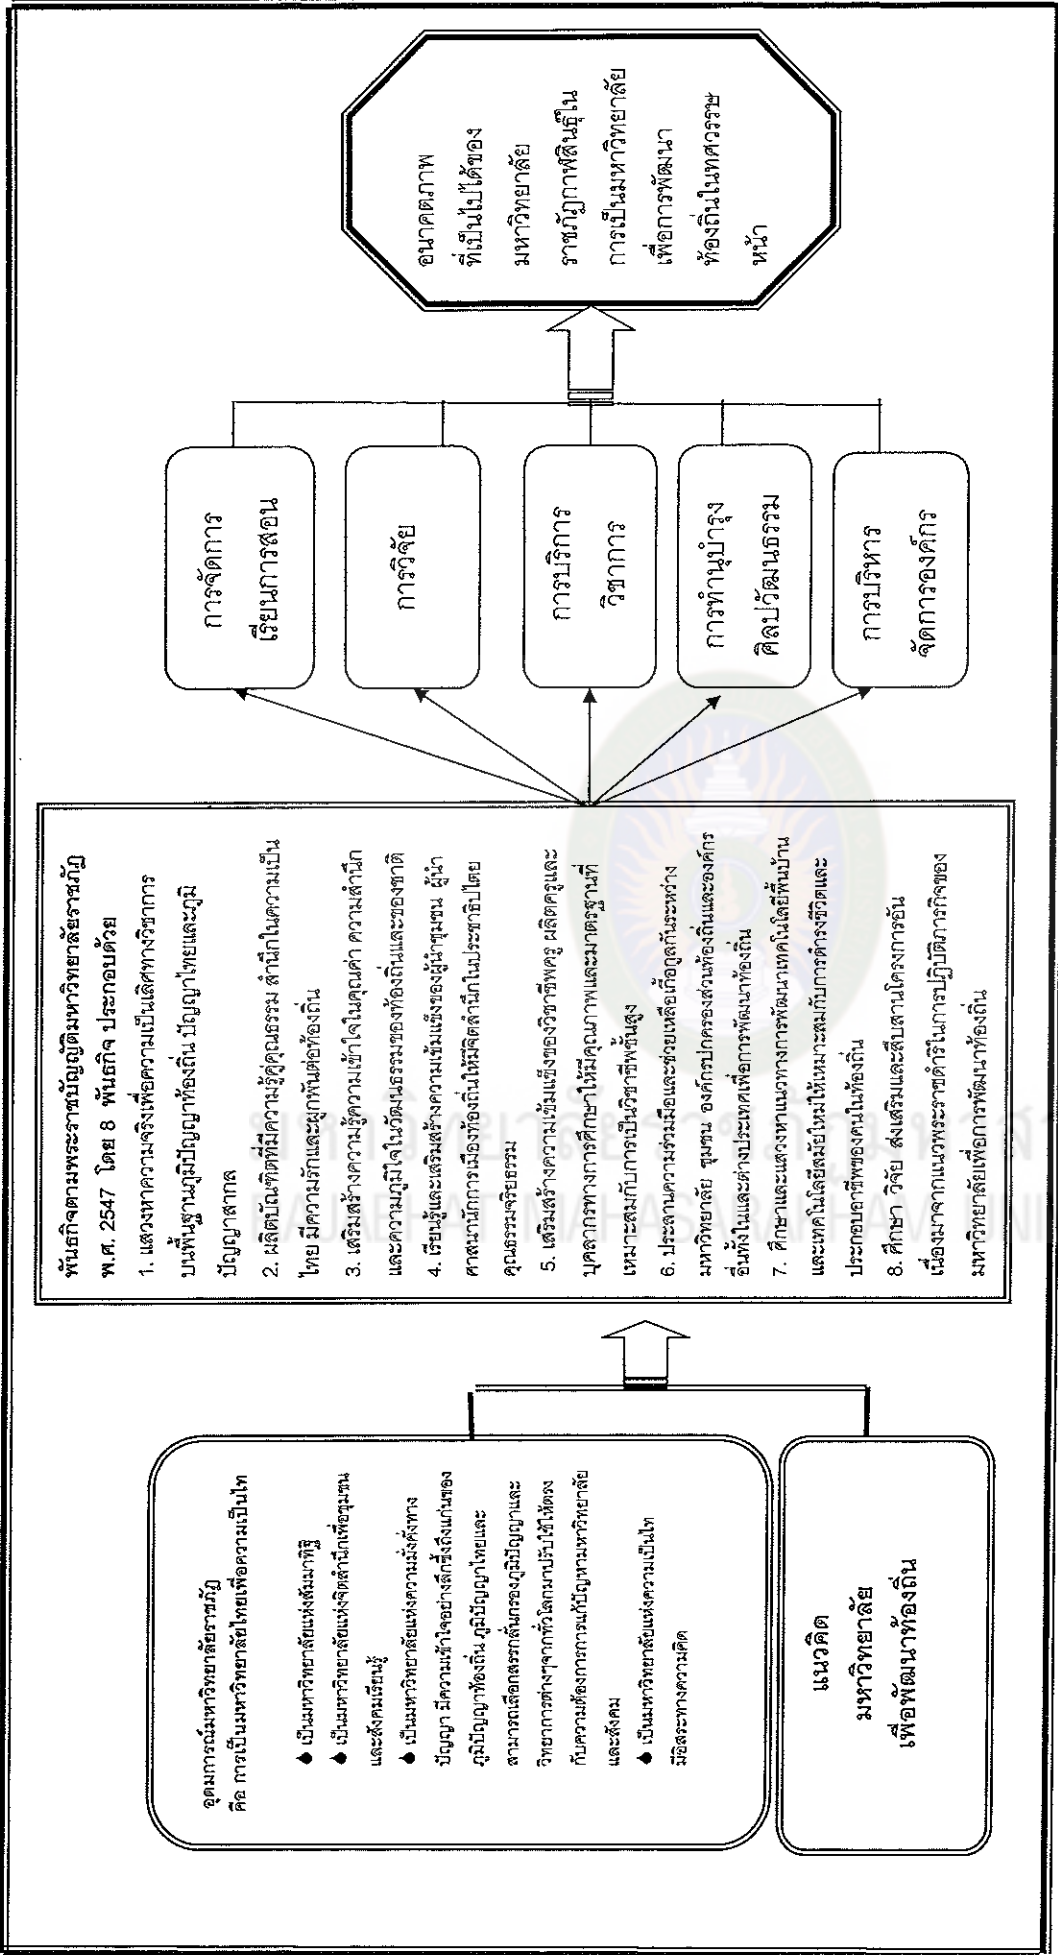 อุดมการณ์มหาวิทยาลัยราชภัฏ
คือ การเป็นมหาวิทยาลัยไทยเพื่อความเป็นไท
เป็นมหาวิทยาลัยแห่งสัมมาทิฐิ
เป็นมหาวิทยาลัยแห่งจิตสำนึกเพื่อชุมชน
และสังคมเรียนรู้
เป็นมหาวิทยาลัยแห่งความมั่งคั่งทาง
ปัญญา มีความเข้าใจอย่างลึกซึ้งถึงแก่นของ
ภูมิปัญญาท้องถิ่น ภูมิปัญญาไทยและ
สามารถเลือกสรรกลั่นกรองภูมิปัญญาและ
วิทยาการต่างๆจากทั่วโลกมาปรับใช้ให้ตรง
กับความต้องการการแก้ปัญหามหาวิทยาลัย
และสังคม
เป็นมหาวิทยาลัยแห่งความเป็นไท
มีอิสระทางความคิด
แนวคิด
มหาวิทยาลัย
เพื่อพัฒนาท้องถิ่น
พันธกิจตามพระราชบัญญัติมหาวิทยาลัยราชภัฏ
พ.ศ. 2547 โดย 8 พันธกิจ ประกอบด้วย
1. แสวงหาความจริงเพื่อความเป็นเลิศทางวิชาการ
บนพื้นฐานภูมิปัญญาท้องถิ่น ปัญญาไทยและภูมิ
ปัญญาสากล
2. ผลิตบัณฑิตที่มีความรู้คู่คุณธรรม สำนึกในความเป็น
ไทย มีความรักและผูกพันต่อท้องถิ่น
3. เสริมสร้างความรู้ความเข้าใจในคุณค่า ความสำนึก
และความภูมิใจในวัฒนธรรมของท้องถิ่นและของชาติ
4. เรียนรู้และเสริมสร้างความเข้มแข็งของผู้นำชุมชน ผู้นำ
ศาสนานักการเมืองท้องถิ่นให้มีจิตสำนึกในประชาธิปไตย
คุณธรรมจริยธรรม
5. เสริมสร้างความเข้มแข็งของวิชาชีพครู ผลิตครูและ
บุคลากรทางการศึกษาให้มีคุณภาพและมาตรฐานที่
เหมาะสมกับการเป็นวิชาชีพชั้นสูง
6. ประสานความร่วมมือและช่วยเหลือเกื้อกูลกันระหว่าง
มหาวิทยาลัย ชุมชน องค์กรปกครองส่วนท้องถิ่นและองค์กร
อื่นทั้งในและต่างประเทศเพื่อการพัฒนาท้องถิ่น
7. ศึกษาและแสวงหาแนวทางการพัฒนาเทคโนโลยีพื้นบ้าน
และเทคโนโลยีสมัยใหม่ให้เหมาะสมกับการดำรงชีวิตและ
ประกอบอาชีพของคนในท้องถิ่น
8. ศึกษา วิจัย ส่งเสริมและสืบสานโครงการอัน
เนื่องมาจากแนวพระราชดำริในการปฏิบัติภารกิจของ
มหาวิทยาลัยเพื่อการพัฒนาท้องถิ่น
การจัดการ
เรียนการสอน
การวิจัย
การบริการ
วิชาการ
การทำนุบำรุง
ศิลปวัฒนธรรม
การบริหาร
จัดการองค์กร
อนาคตภาพ
ที่เป็นไปได้ของ
มหาวิทยาลัย
ราชภัฏกาฬสินธุ์ใน
การเป็นมหาวิทยาลัย
เพื่อการพัฒนา
ท้องถิ่นในทศวรรษ
หน้า